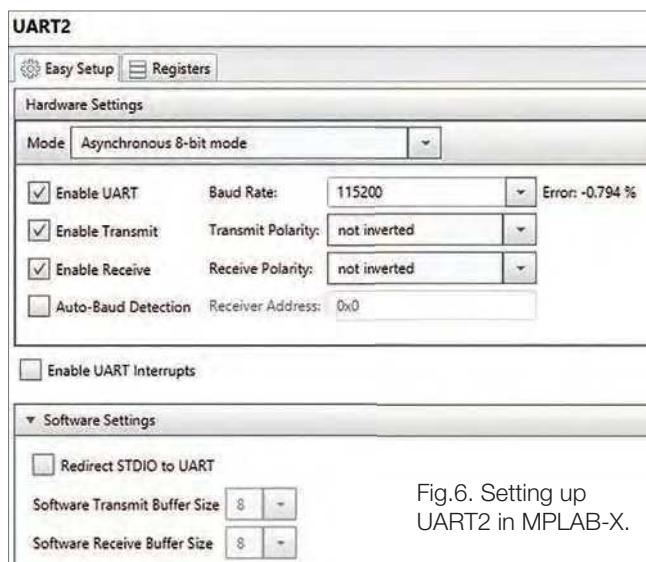 UART2
Easy Setup Registers
Hardware Settings
Mode Asynchronous 8-bit mode
Enable UART Baud Rate: 115200 Error: -0.794 %
Enable Transmit Transmit Polarity: not inverted
Enable Receive Receive Polarity: not inverted
Auto-Baud Detection Receiver Address: 0x0
Enable UART Interrupts
Software Settings
Redirect STDIO to UART
Software Transmit Buffer Size 8
Software Receive Buffer Size 8
Fig.6. Setting up
UART2 in MPLAB-X.